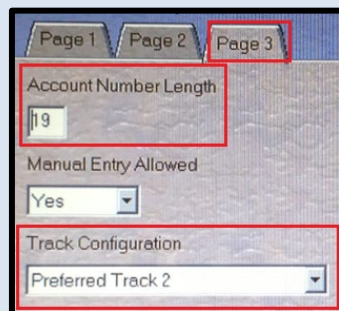 Page 1 Page 2 Page 3
Account Number Length
19
Manual Entry Allowed
Yes
Track Configuration
Preferred Track 2